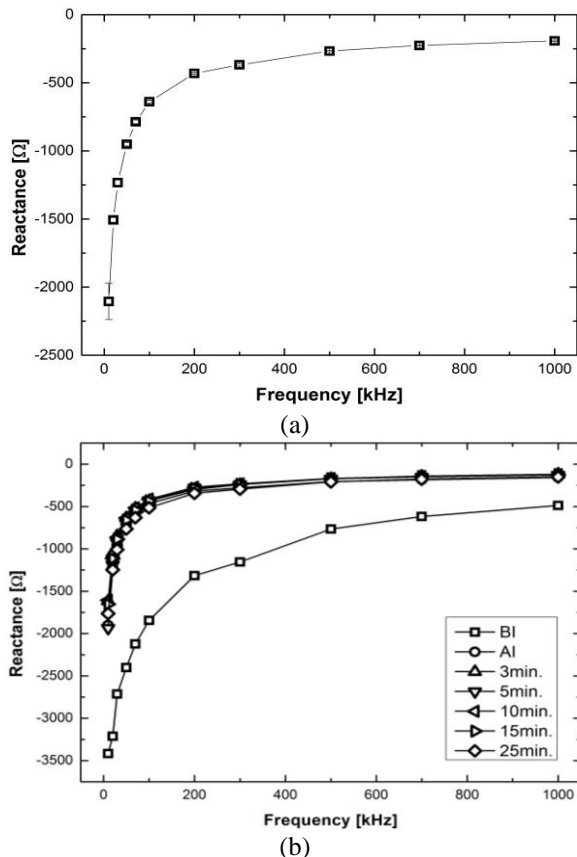 0
-500
-1000
-1500
-2000
-2500
Reactance [Ω]
0 200 400 600 800 1000
Frequency [kHz]
(a)
0
-500
-1000
-1500
-2000
-2500
-3000
-3500
Reactance [Ω]
BI
AI
3min.
5min.
10min.
15min.
25min.
0 200 400 600 800 1000
Frequency [kHz]
(b)